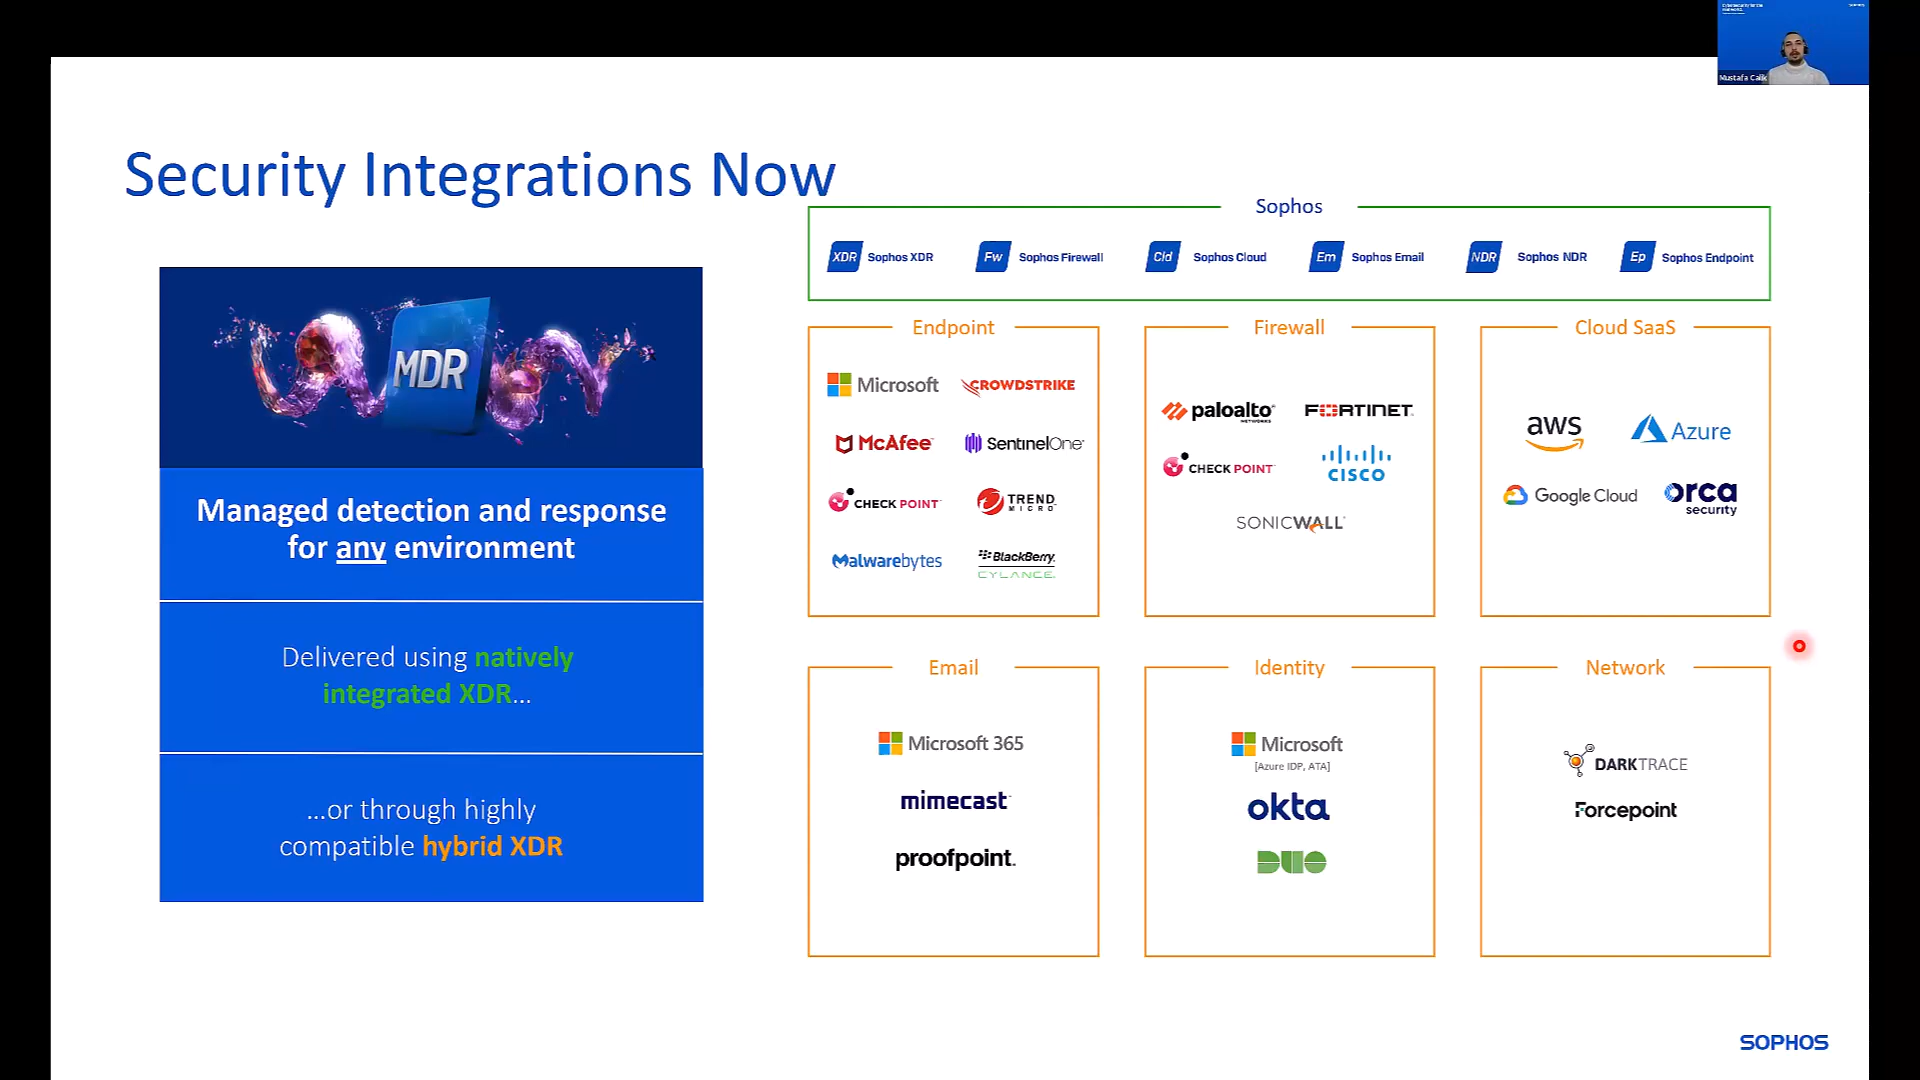 SOPHOS
Mustafa Calik
Security Integrations Now
MDR
Managed detection and response
for any environment
Delivered using natively
integrated XDR...
...or through highly
compatible hybrid XDR
Sophos
XDR Sophos XDR
Fw Sophos Firewall
Cld Sophos Cloud
Em Sophos Email
NDR Sophos NDR
Ep Sophos Endpoint
Endpoint
Microsoft
CROWDSTRIKE
McAfee
SentinelOne
CHECK POINT
TREND
MICRO
Malwarebytes
BlackBerry
CYLANCE
Firewall
paloalto
NETWORKS
FORTINET
CHECK POINT
CISCO
SONICWALL
Cloud SaaS
aws
Azure
Google Cloud
orca
security
Email
Microsoft 365
mimecast
proofpoint
Identity
Microsoft
[Azure IDP, ATA]
okta
DUO
Network
DARKTRACE
Forcepoint
SOPHOS